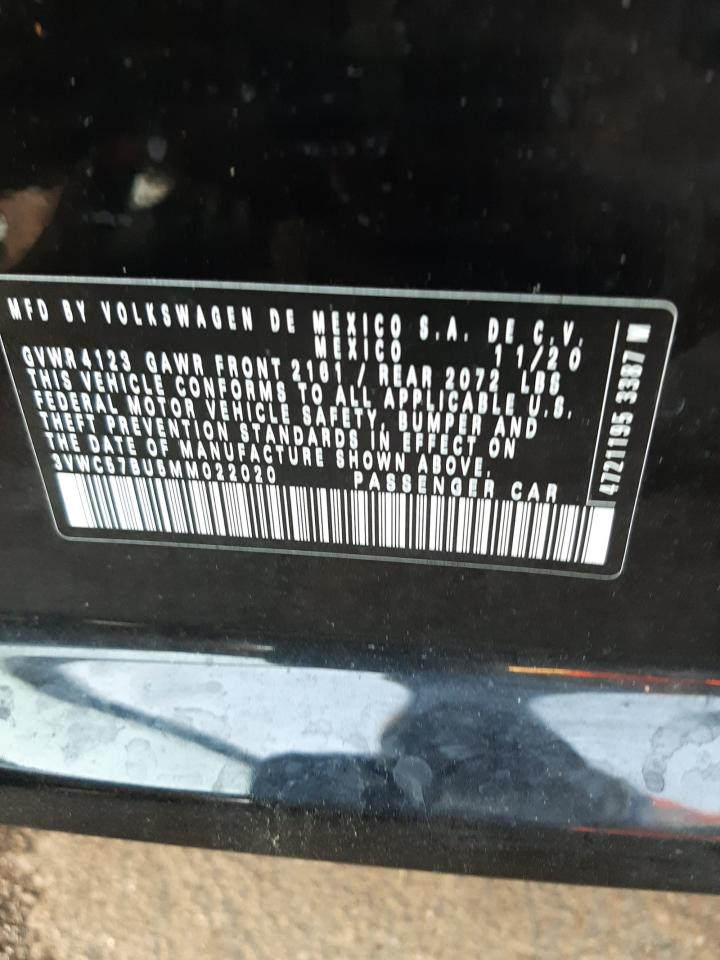 MFD BY VOLKSWAGEN DE MEXICO S.A. DE C.V.
MEXICO 11/20
GVWR 4123 GAWR FRONT 2161 / REAR 2072 LBS
THIS VEHICLE CONFORMS TO ALL APPLICABLE U.S.
FEDERAL MOTOR VEHICLE SAFETY, BUMPER AND
THEFT PREVENTION STANDARDS IN EFFECT ON
THE DATE OF MANUFACTURE SHOWN ABOVE.
3VWC57BU5MM022020 PASSENGER CAR
4721195 3387 M